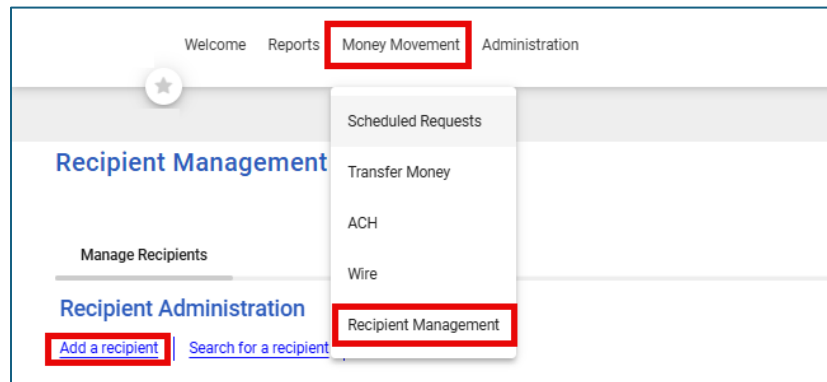 Welcome Reports Money Movement Administration
Scheduled Requests
Recipient Management
Transfer Money
ACH
Manage Recipients
Wire
Recipient Administration
Recipient Management
Add a recipient Search for a recipient